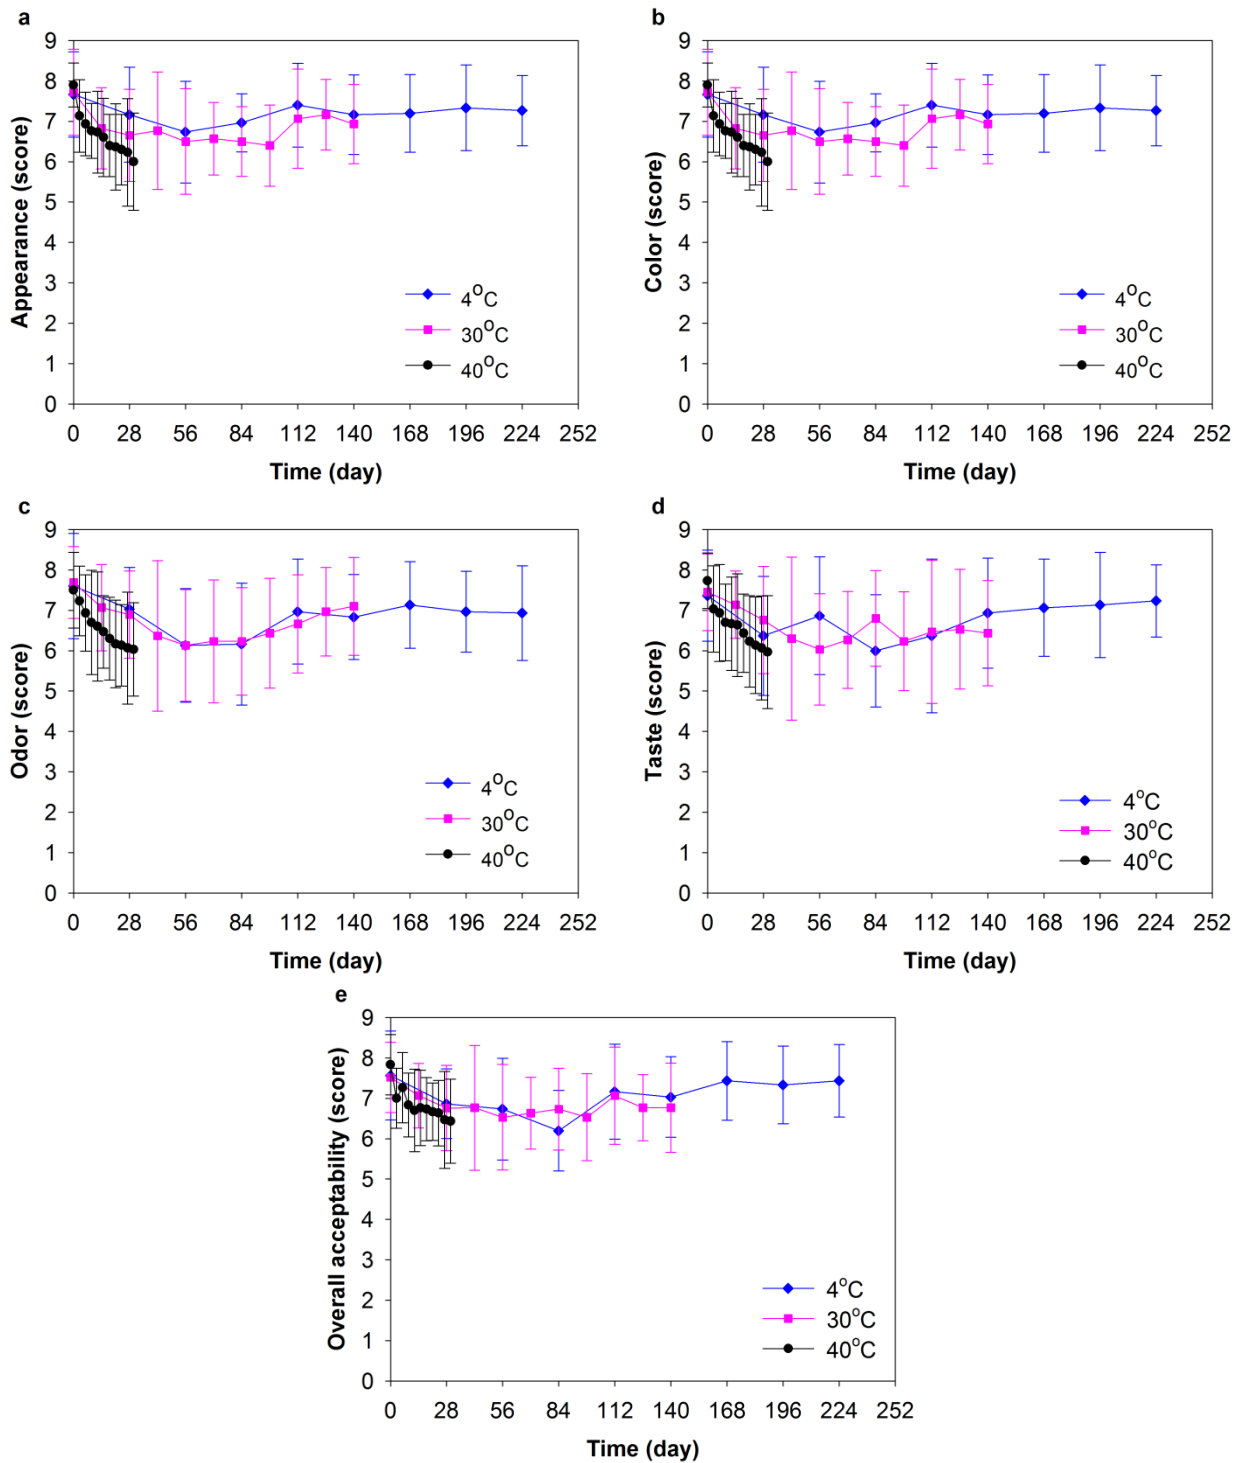 a
9
8
7
6
5
4
3
2
1
0
Appearance (score)
4°C
30°C
40°C
0 28 56 84 112 140 168 196 224 252
Time (day)
b
9
8
7
6
5
4
3
2
1
0
Color (score)
4°C
30°C
40°C
0 28 56 84 112 140 168 196 224 252
Time (day)
c
9
8
7
6
5
4
3
2
1
0
Odor (score)
4°C
30°C
40°C
0 28 56 84 112 140 168 196 224 252
Time (day)
d
9
8
7
6
5
4
3
2
1
0
Taste (score)
4°C
30°C
40°C
0 28 56 84 112 140 168 196 224 252
Time (day)
e
9
8
7
6
5
4
3
2
1
0
Overall acceptability (score)
4°C
30°C
40°C
0 28 56 84 112 140 168 196 224 252
Time (day)